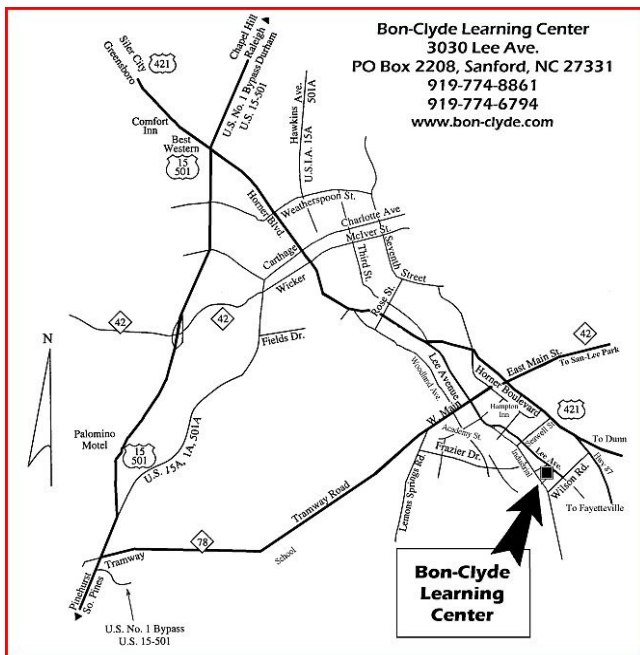 Bon-Clyde Learning Center
3030 Lee Ave.
PO Box 2208, Sanford, NC 27331
919-774-8861
919-774-6794
www.bon-clyde.com
Siler City
Greensboro
421
Chapel Hill
Raleigh
Durham
U.S. No. 1 Bypass
U.S. 15-501
Comfort
Inn
Best
Western
15
501
Hawkins Ave.
U.S.I.A. 15A
501A
Horner Blvd.
Weatherspoon St.
Charlotte Ave
Carthage
McIver St.
Wicker
Third St.
Seventh
Street
Rose St.
42
42
Fields Dr.
N
Lee Avenue
Woodland Ave.
42
East Main St.
To San-Lee Park
Horner Boulevard
W. Main
Hampton
Inn
421
Academy St.
Seawell St.
To Dunn
Palomino
Motel
15
501
U.S. 15A, 1A, 501A
Frazier Dr.
Industrial
Lee Ave.
Wilson Rd.
Hwy 87
To Fayetteville
Lemons Springs Rd.
Tramway Road
78
School
Tramway
Pinehurst
So. Pines
U.S. No. 1 Bypass
U.S. 15-501
Bon-Clyde
Learning
Center